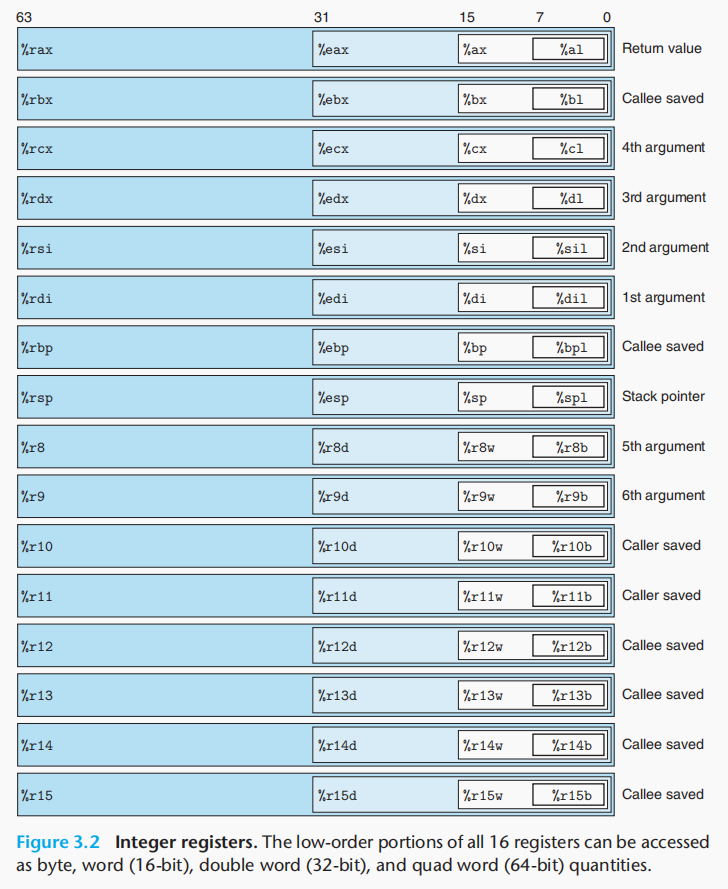 63 31 15 7 0
%rax %eax %ax %al Return value
%rbx %ebx %bx %bl Callee saved
%rcx %ecx %cx %cl 4th argument
%rdx %edx %dx %dl 3rd argument
%rsi %esi %si %sil 2nd argument
%rdi %edi %di %dil 1st argument
%rbp %ebp %bp %bpl Callee saved
%rsp %esp %sp %spl Stack pointer
%r8 %r8d %r8w %r8b 5th argument
%r9 %r9d %r9w %r9b 6th argument
%r10 %r10d %r10w %r10b Caller saved
%r11 %r11d %r11w %r11b Caller saved
%r12 %r12d %r12w %r12b Callee saved
%r13 %r13d %r13w %r13b Callee saved
%r14 %r14d %r14w %r14b Callee saved
%r15 %r15d %r15w %r15b Callee saved
Figure 3.2 Integer registers. The low-order portions of all 16 registers can be accessed
as byte, word (16-bit), double word (32-bit), and quad word (64-bit) quantities.